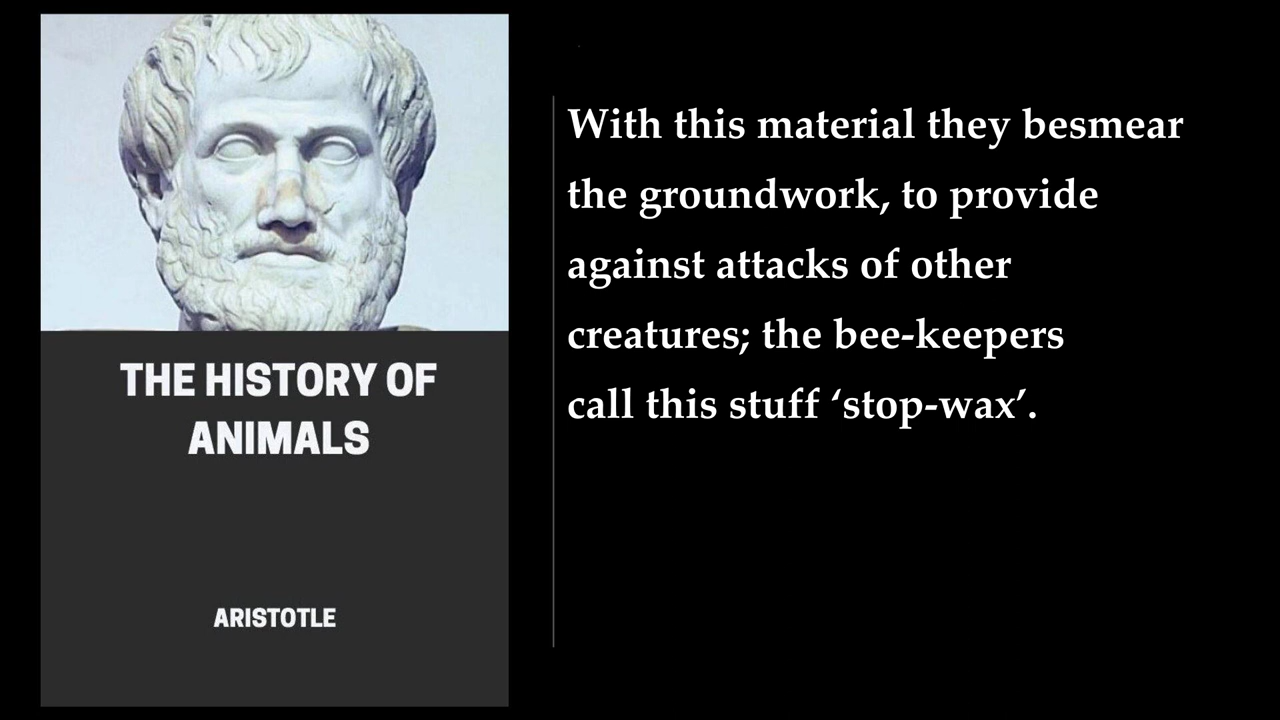 THE HISTORY OF
ANIMALS
ARISTOTLE
With this material they besmear
the groundwork, to provide
against attacks of other
creatures; the bee-keepers
call this stuff ‘stop-wax’.